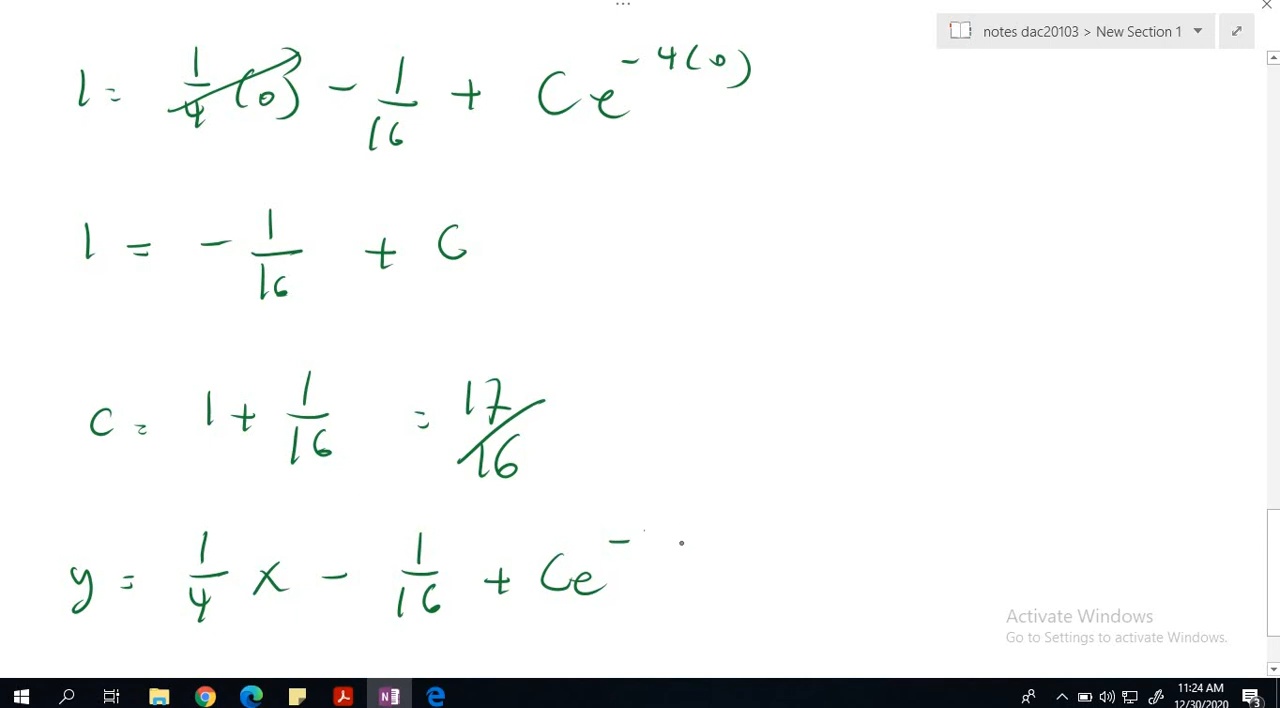 ...
notes dac20103 > New Section 1
1 = 1/4 (0) - 1/16 + Ce^-4(0)
1 = - 1/16 + C
C = 1 + 1/16 = 17/16
y = 1/4 x - 1/16 + Ce^-
Activate Windows
Go to Settings to activate Windows.
11:24 AM
12/30/2020
3